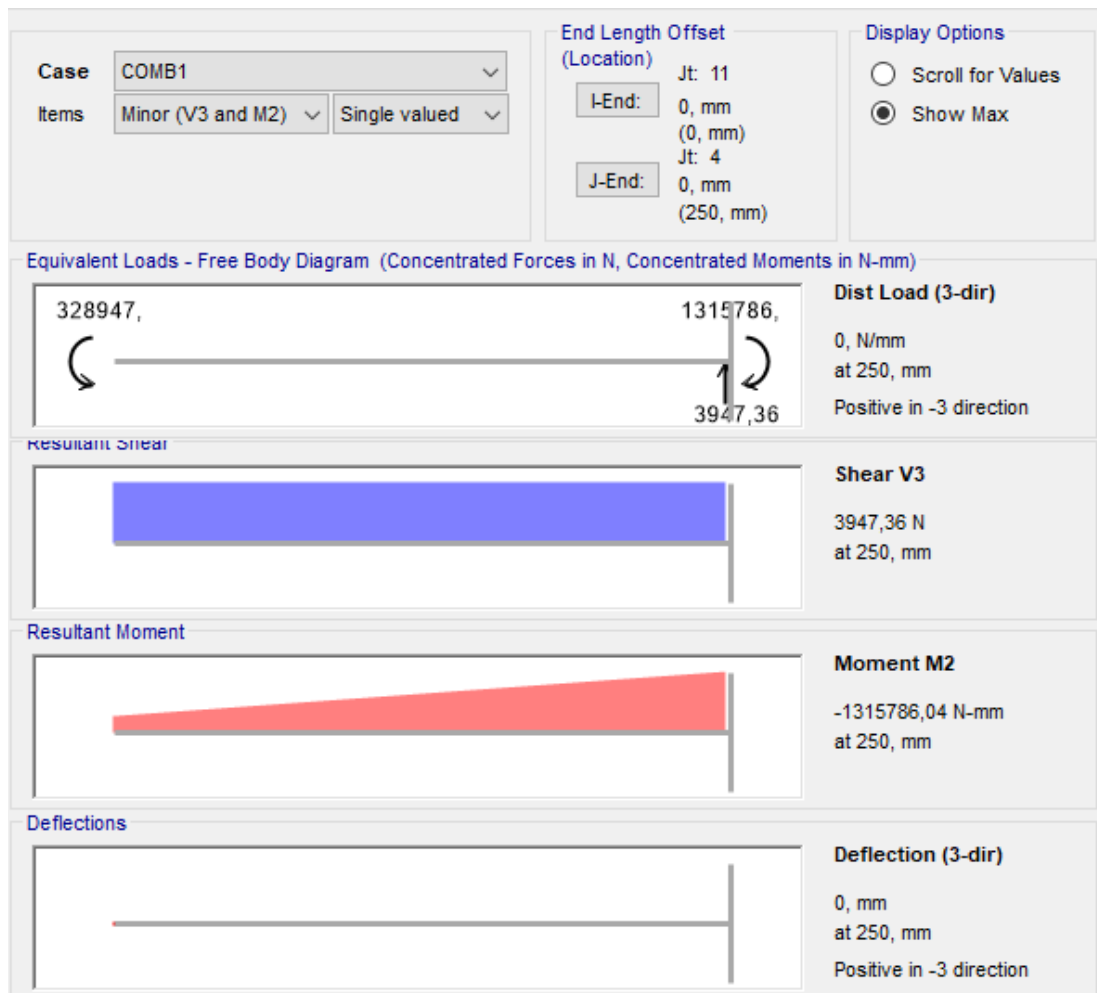 Case
COMB1
Items
Minor (V3 and M2)
Single valued
End Length Offset
(Location)
Jt: 11
I-End:
0, mm
(0, mm)
Jt: 4
J-End:
0, mm
(250, mm)
Display Options
Scroll for Values
Show Max
Equivalent Loads - Free Body Diagram (Concentrated Forces in N, Concentrated Moments in N-mm)
328947,
1315786,
3947,36
Dist Load (3-dir)
0, N/mm
at 250, mm
Positive in -3 direction
Resultant Shear
Shear V3
3947,36 N
at 250, mm
Resultant Moment
Moment M2
-1315786,04 N-mm
at 250, mm
Deflections
Deflection (3-dir)
0, mm
at 250, mm
Positive in -3 direction